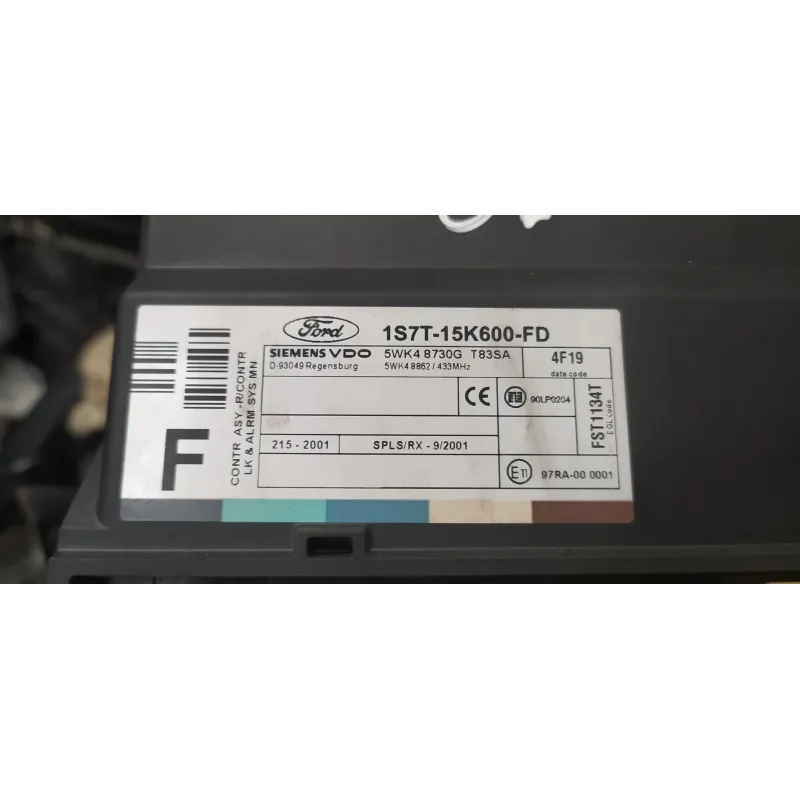 Ford
1S7T-15K600-FD
SIEMENS VDO
5WK4 8730G T83SA
4F19
D-93049 Regensburg
5WK4 8862 / 433MHz
date code
CE
90LP0204
FST1134T
EOL code
215 - 2001
SPLS/RX - 9/2001
E11
97RA-00 0001
F
CONTR ASY -R/CONTR
LK & ALRM SYS MN